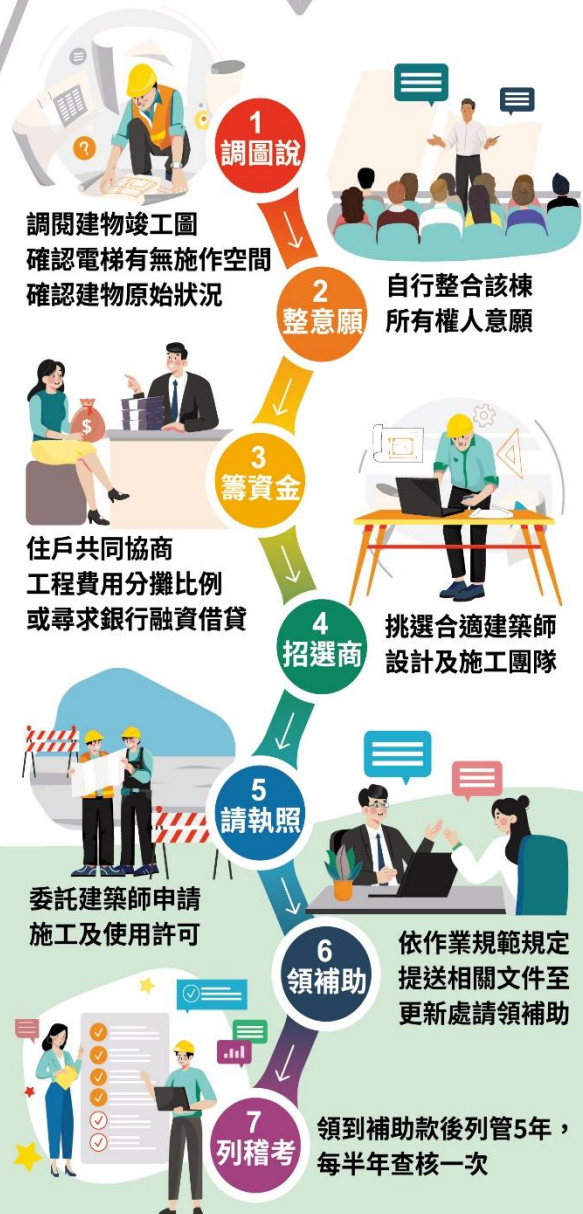 1
調圖說
調閱建物竣工圖
確認電梯有無施作空間
確認建物原始狀況
2
整意願
自行整合該棟
所有權人意願
3
籌資金
住戶共同協商
工程費用分攤比例
或尋求銀行融資借貸
4
招選商
挑選合適建築師
設計及施工團隊
5
請執照
委託建築師申請
施工及使用許可
6
領補助
依作業規範規定
提送相關文件至
更新處請領補助
7
列稽考
領到補助款後列管5年，
每半年查核一次